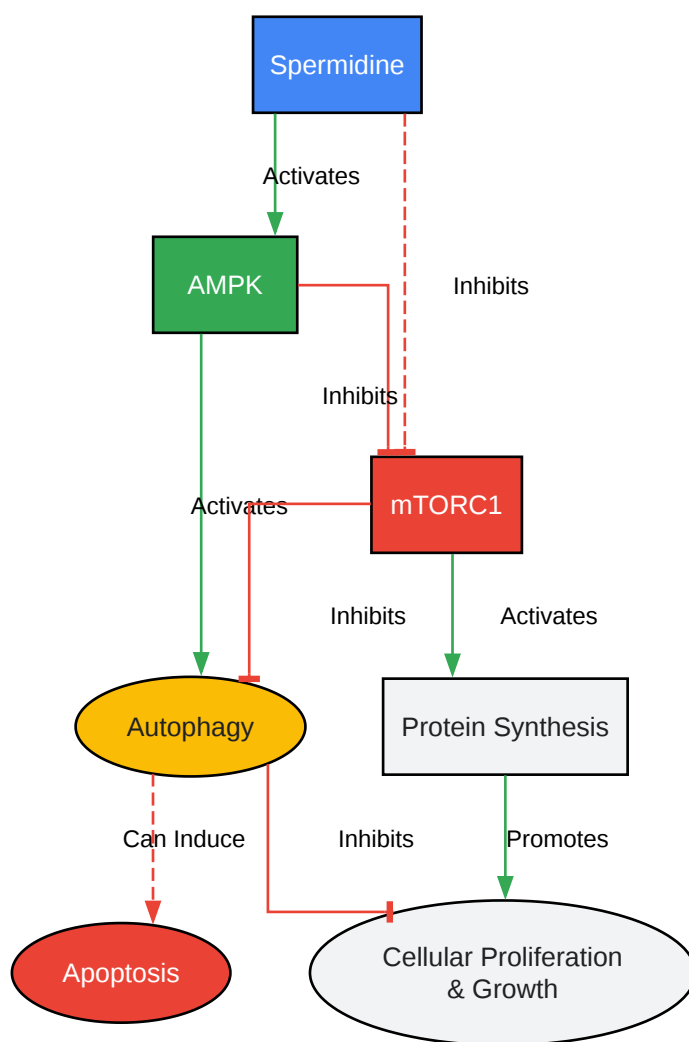 Spermidine
Activates
AMPK
Inhibits
Inhibits
mTORC1
Activates
Inhibits
Activates
Autophagy
Protein Synthesis
Can Induce
Inhibits
Promotes
Apoptosis
Cellular Proliferation
& Growth